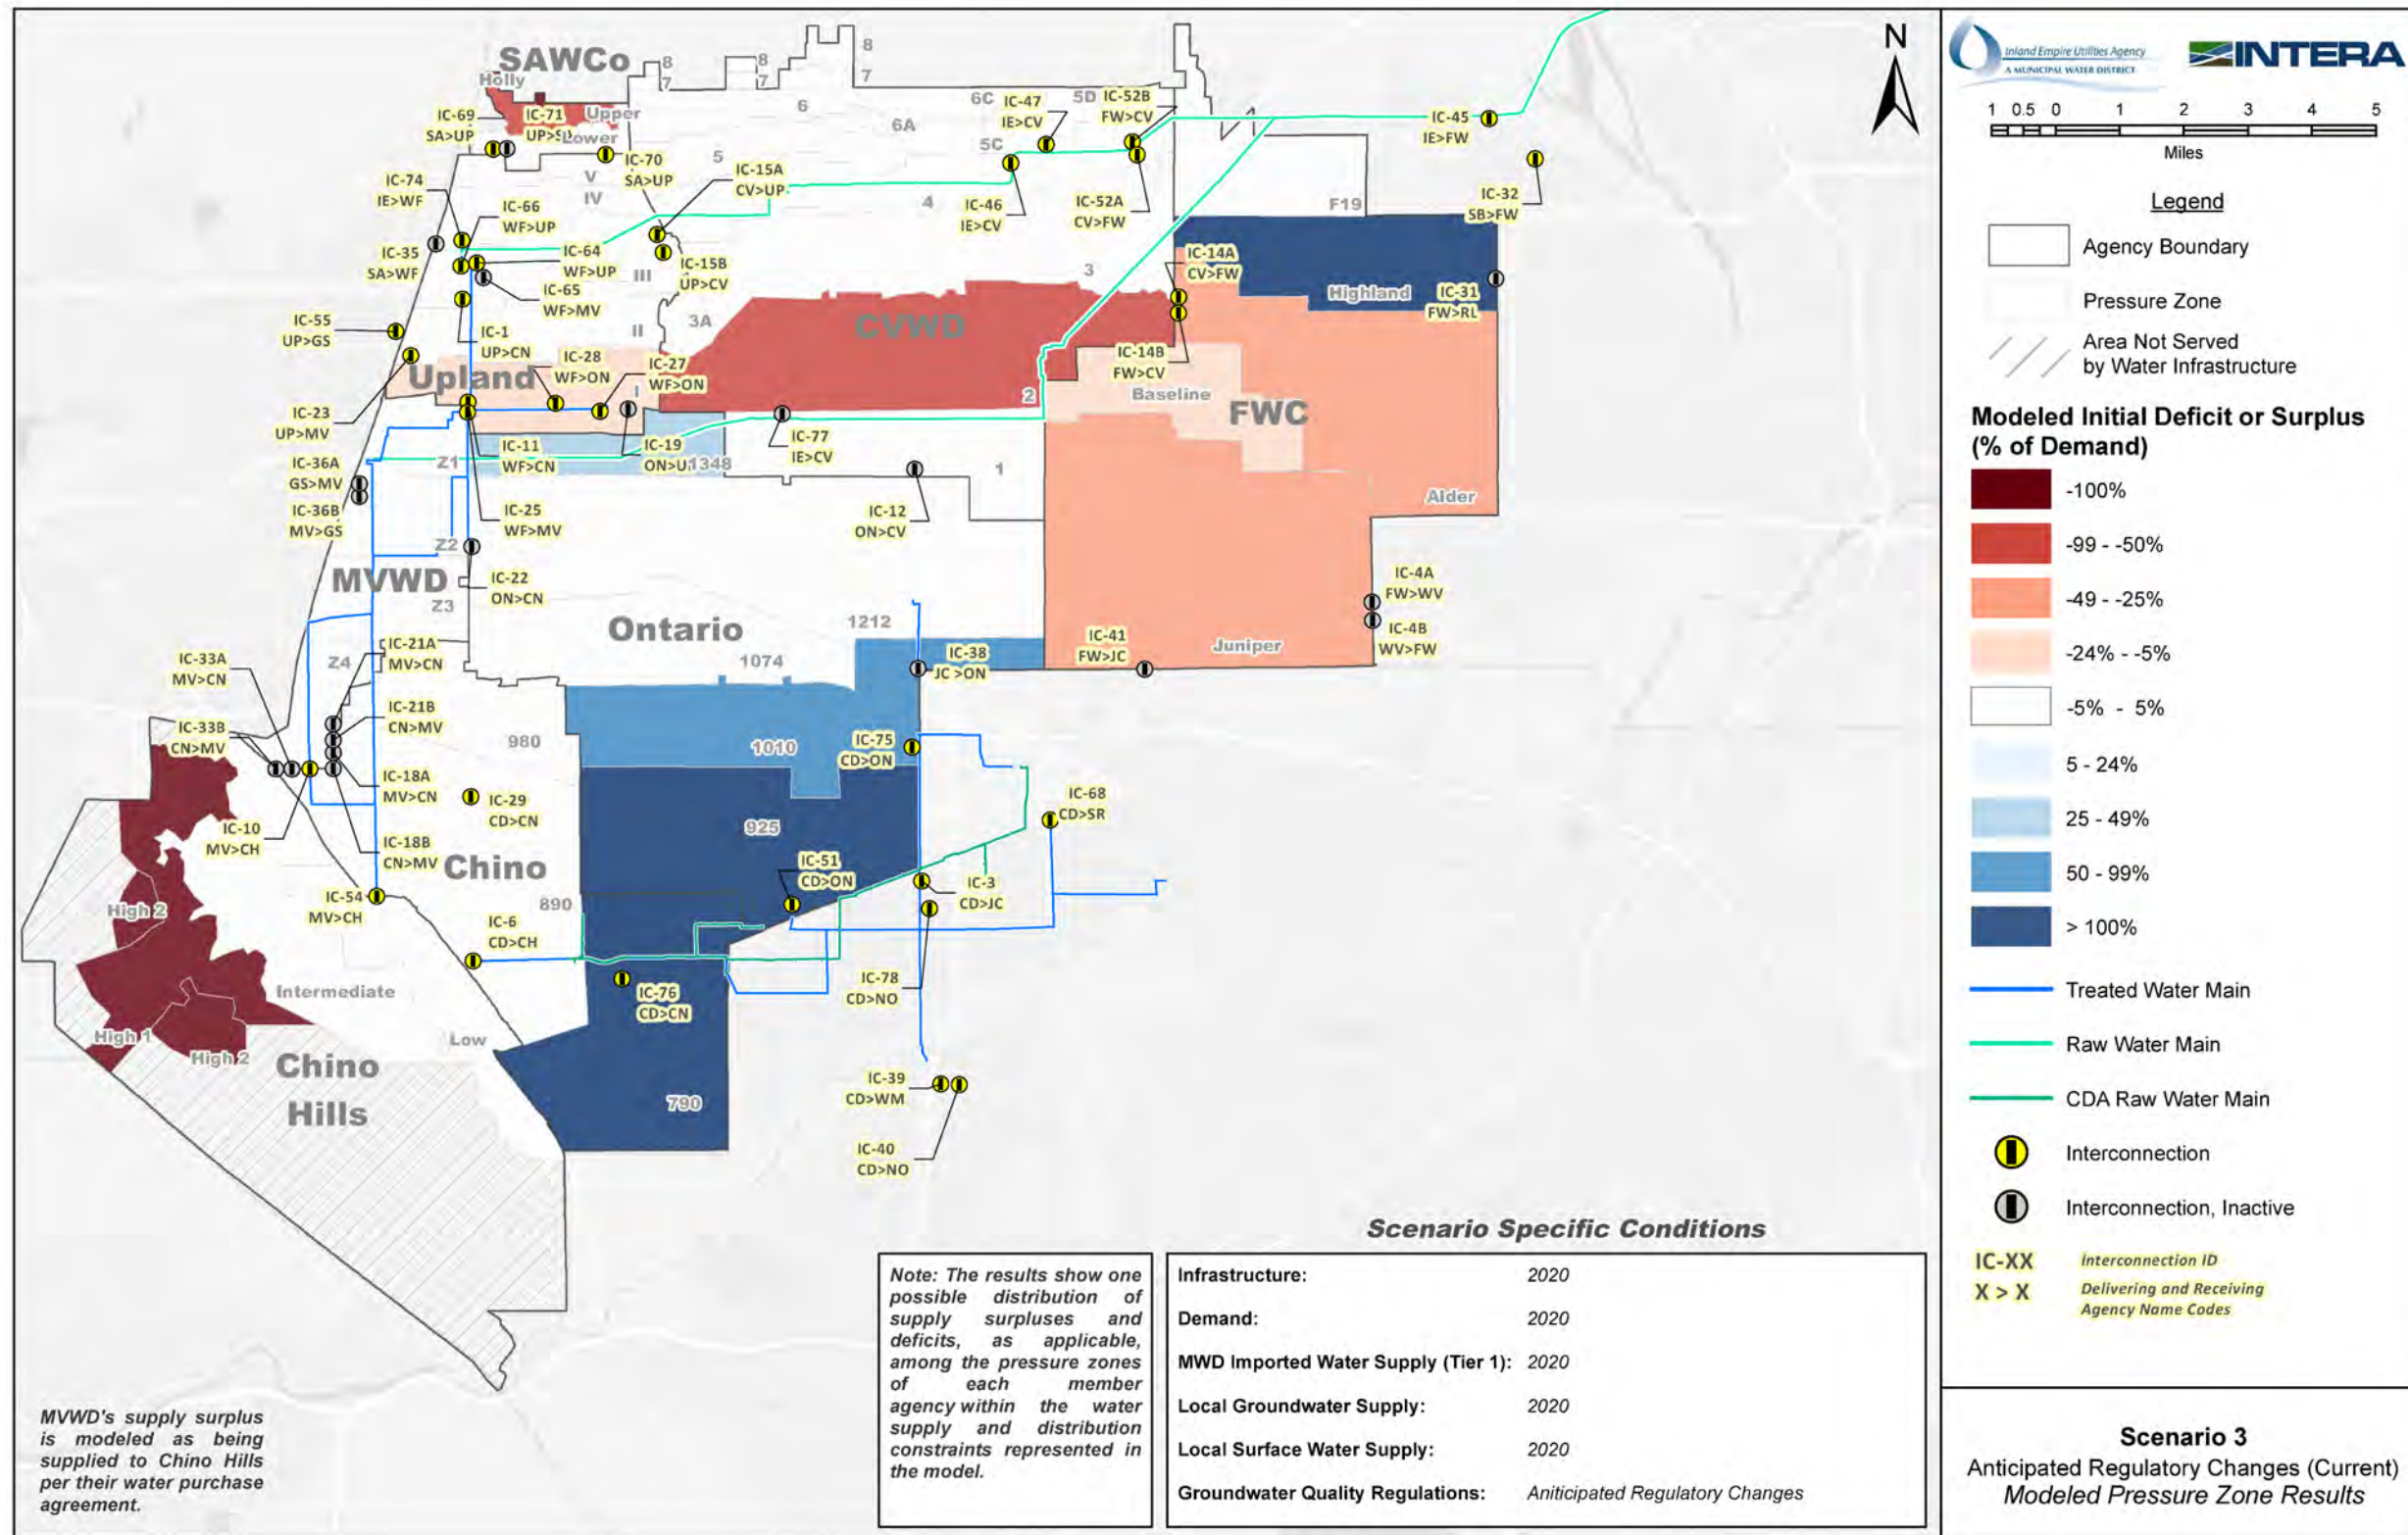 SAWCo
Holly
Upper
Lower
8
7
8
7
8
7
6
6A
6C
5D
5C
5
4
V
IV
III
II
I
3
3A
2
1
F19
N
IC-69
SA>UP
IC-71
IC-70
SA>UP
IC-47
IE>CV
IC-52B
FW>CV
IC-45
IE>FW
IC-32
SB>FW
IC-74
IE>WF
IC-66
WF>UP
IC-15A
CV>UP
IC-46
IE>CV
IC-52A
CV>FW
IC-35
SA>WF
IC-64
WF>UP
IC-65
WF>MV
IC-15B
UP>CV
IC-14A
CV>FW
Highland
IC-31
FW>RL
IC-55
UP>GS
IC-1
UP>CN
IC-28
WF>ON
IC-27
WF>ON
CVWD
IC-14B
FW>CV
Upland
Baseline
FWC
IC-23
UP>MV
IC-11
WF>CN
IC-19
1348
IC-77
IE>CV
Z1
IC-36A
GS>MV
IC-36B
MV>GS
IC-25
WF>MV
IC-12
ON>CV
Alder
Z2
MVWD
IC-22
ON>CN
Z3
IC-4A
FW>WV
IC-4B
WV>FW
Ontario
1212
1074
IC-41
FW>JC
Juniper
IC-38
JC >ON
IC-33A
MV>CN
Z4
IC-21A
MV>CN
IC-33B
CN>MV
IC-21B
CN>MV
980
1010
IC-75
CD>ON
IC-18A
MV>CN
IC-29
CD>CN
IC-68
CD>SR
IC-10
MV>CH
925
IC-18B
CN>MV
Chino
IC-51
CD>ON
IC-3
CD>JC
IC-54
MV>CH
High 2
890
IC-6
CD>CH
IC-78
CD>NO
Intermediate
IC-76
CD>CN
High 1
High 2
Low
Chino
Hills
790
IC-39
CD>WM
IC-40
CD>NO
MVWD's supply surplus
is modeled as being
supplied to Chino Hills
per their water purchase
agreement.
Note: The results show one
possible distribution of
supply surpluses and
deficits, as applicable,
among the pressure zones
of each member
agency within the water
supply and distribution
constraints represented in
the model.
Scenario Specific Conditions
Infrastructure: 2020
Demand: 2020
MWD Imported Water Supply (Tier 1): 2020
Local Groundwater Supply: 2020
Local Surface Water Supply: 2020
Groundwater Quality Regulations: Aniticipated Regulatory Changes
Inland Empire Utilities Agency
A MUNICIPAL WATER DISTRICT
INTERA
1 0.5 0 1 2 3 4 5
Miles
Legend
Agency Boundary
Pressure Zone
Area Not Served
by Water Infrastructure
Modeled Initial Deficit or Surplus
(% of Demand)
-100%
-99 - -50%
-49 - -25%
-24% - -5%
-5% - 5%
5 - 24%
25 - 49%
50 - 99%
> 100%
Treated Water Main
Raw Water Main
CDA Raw Water Main
Interconnection
Interconnection, Inactive
IC-XX Interconnection ID
X > X Delivering and Receiving
Agency Name Codes
Scenario 3
Anticipated Regulatory Changes (Current)
Modeled Pressure Zone Results